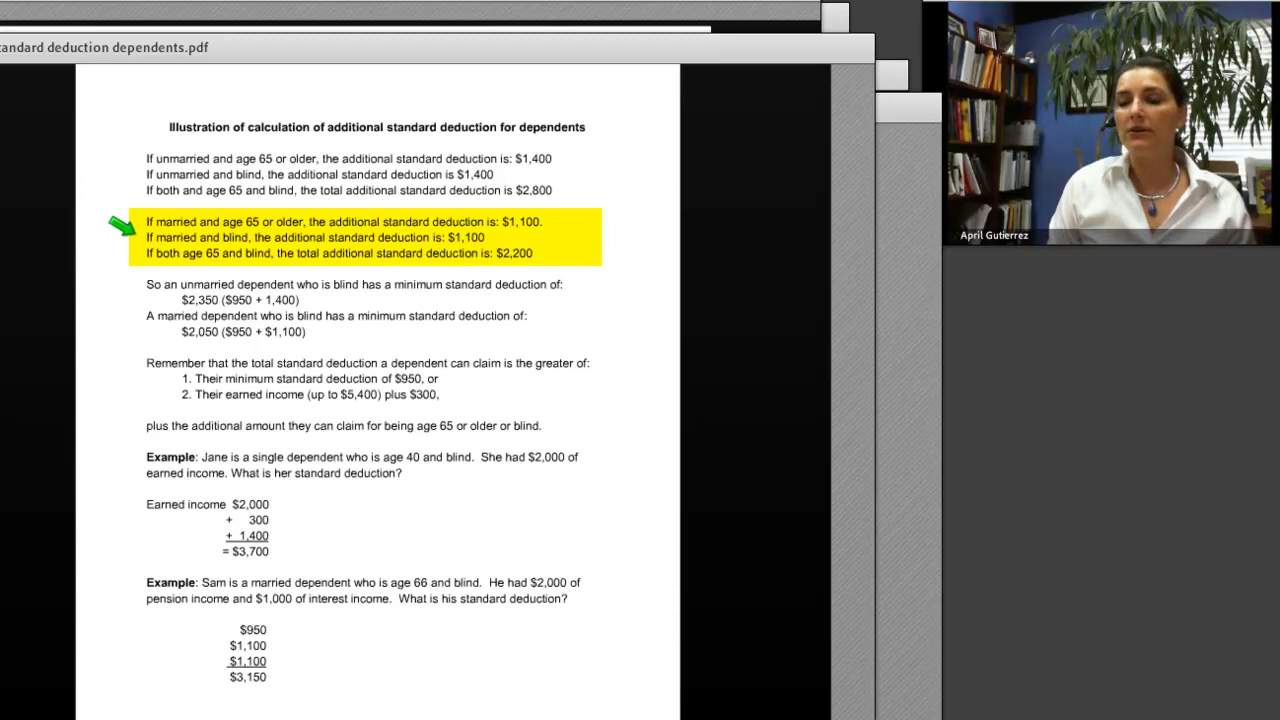 tandard deduction dependents.pdf
Illustration of calculation of additional standard deduction for dependents
If unmarried and age 65 or older, the additional standard deduction is: $1,400
If unmarried and blind, the additional standard deduction is $1,400
If both and age 65 and blind, the total additional standard deduction is $2,800
If married and age 65 or older, the additional standard deduction is: $1,100.
If married and blind, the additional standard deduction is: $1,100
If both age 65 and blind, the total additional standard deduction is: $2,200
So an unmarried dependent who is blind has a minimum standard deduction of:
$2,350 ($950 + 1,400)
A married dependent who is blind has a minimum standard deduction of:
$2,050 ($950 + $1,100)
Remember that the total standard deduction a dependent can claim is the greater of:
1. Their minimum standard deduction of $950, or
2. Their earned income (up to $5,400) plus $300,
plus the additional amount they can claim for being age 65 or older or blind.
Example: Jane is a single dependent who is age 40 and blind. She had $2,000 of
earned income. What is her standard deduction?
Earned income $2,000
+ 300
+ 1,400
= $3,700
Example: Sam is a married dependent who is age 66 and blind. He had $2,000 of
pension income and $1,000 of interest income. What is his standard deduction?
$950
$1,100
$1,100
$3,150
April Gutierrez